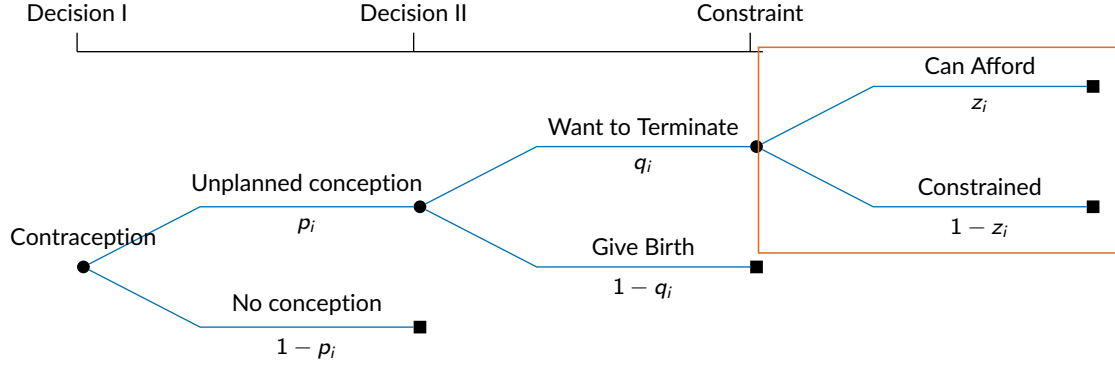 Decision I
Decision II
Constraint
Can Afford
z_i
Want to Terminate
q_i
Unplanned conception
p_i
Constrained
1 − z_i
Contraception
Give Birth
1 − q_i
No conception
1 − p_i